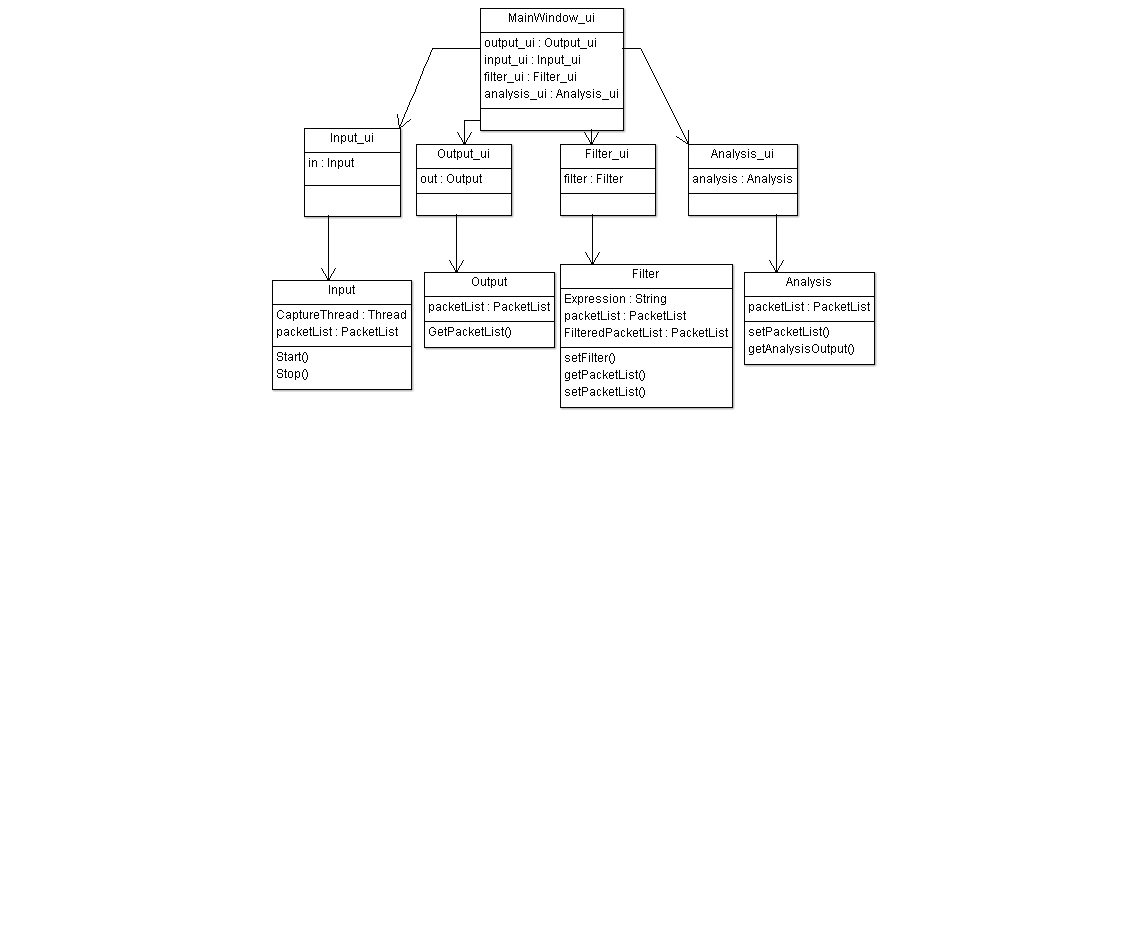 MainWindow_ui
output_ui : Output_ui
input_ui : Input_ui
filter_ui : Filter_ui
analysis_ui : Analysis_ui
Input_ui
in : Input
Output_ui
out : Output
Filter_ui
filter : Filter
Analysis_ui
analysis : Analysis
Input
CaptureThread : Thread
packetList : PacketList
Start()
Stop()
Output
packetList : PacketList
GetPacketList()
Filter
Expression : String
packetList : PacketList
FilteredPacketList : PacketList
setFilter()
getPacketList()
setPacketList()
Analysis
packetList : PacketList
setPacketList()
getAnalysisOutput()